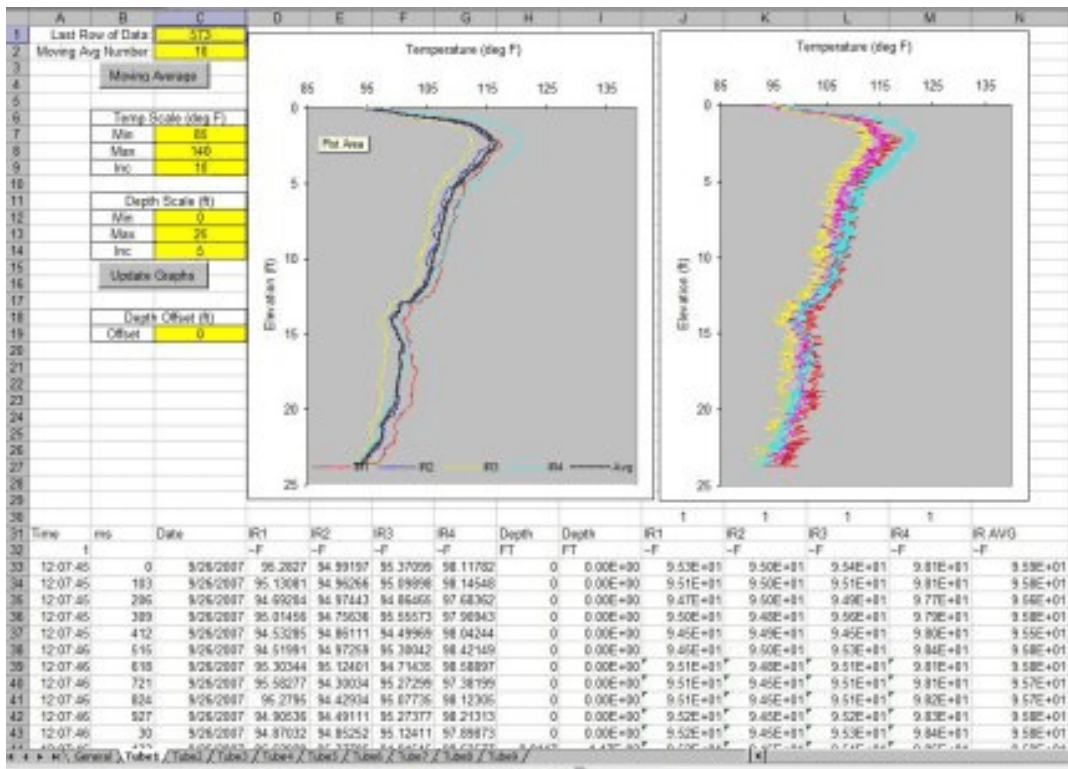 A B C D E F G H I J K L M N
1 Last Row of Data: 573
2 Moving Avg Number: 10
Moving Average
Temp Scale (deg F)
Min 85
Max 140
Inc 10
Depth Scale (ft)
Min 0
Max 25
Inc 5
Update Graphs
Depth Offset (ft)
Offset 0
Temperature (deg F)
85 95 105 115 125 135
0
Plot Area
5
10
15
20
25
Elevation (ft)
IR1 IR2 IR3 IR4 Avg
Temperature (deg F)
85 95 105 115 125 135
0
5
10
15
20
25
Elevation (ft)
1 1 1 1
31 Time ms Date IR1 IR2 IR3 IR4 Depth Depth IR1 IR2 IR3 IR4 IR AVG
32 t ~F ~F ~F ~F FT FT ~F ~F ~F ~F ~F
33 12:07:45 0 9/26/2007 95.2827 94.99197 95.37099 98.11782 0 0.00E+00 9.53E+01 9.50E+01 9.54E+01 9.81E+01 9.59E+01
34 12:07:45 103 9/26/2007 95.13081 94.96266 95.09898 98.14548 0 0.00E+00 9.51E+01 9.50E+01 9.51E+01 9.81E+01 9.58E+01
35 12:07:45 206 9/26/2007 94.69284 94.97443 94.86465 97.68362 0 0.00E+00 9.47E+01 9.50E+01 9.49E+01 9.77E+01 9.56E+01
36 12:07:45 309 9/26/2007 95.01456 94.75636 95.55573 97.90943 0 0.00E+00 9.50E+01 9.48E+01 9.56E+01 9.79E+01 9.58E+01
37 12:07:45 412 9/26/2007 94.53285 94.86111 94.49969 98.04244 0 0.00E+00 9.45E+01 9.49E+01 9.45E+01 9.80E+01 9.55E+01
38 12:07:46 515 9/26/2007 94.51991 94.97259 95.30042 98.42149 0 0.00E+00 9.45E+01 9.50E+01 9.53E+01 9.84E+01 9.58E+01
39 12:07:46 618 9/26/2007 95.30344 95.12401 94.71435 98.58897 0 0.00E+00 9.51E+01 9.48E+01 9.51E+01 9.81E+01 9.58E+01
40 12:07:46 721 9/26/2007 95.58277 94.30034 95.27299 97.38199 0 0.00E+00 9.51E+01 9.46E+01 9.51E+01 9.81E+01 9.57E+01
41 12:07:46 824 9/26/2007 95.2795 94.42934 95.07735 98.12305 0 0.00E+00 9.51E+01 9.46E+01 9.51E+01 9.82E+01 9.57E+01
42 12:07:46 927 9/26/2007 94.90536 94.49111 95.27377 98.21313 0 0.00E+00 9.52E+01 9.45E+01 9.52E+01 9.83E+01 9.58E+01
43 12:07:46 30 9/26/2007 94.87032 94.85252 95.12411 97.89873 0 0.00E+00 9.52E+01 9.45E+01 9.53E+01 9.84E+01 9.58E+01
General Tube1 Tube2 Tube3 Tube4 Tube5 Tube6 Tube7 Tube8 Tube9